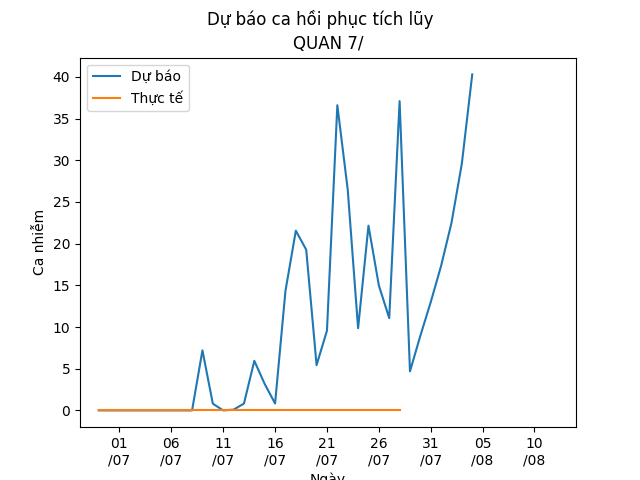 Dự báo ca hồi phục tích lũy
QUAN 7/
Dự báo
Thực tế
Ca nhiễm
40
35
30
25
20
15
10
5
0
01 06 11 16 21 26 31 05 10
/07 /07 /07 /07 /07 /07 /07 /08 /08
Ngày